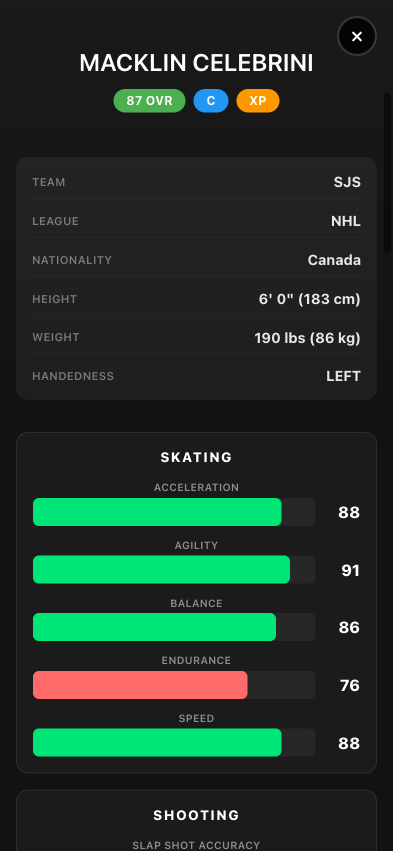 ×
MACKLIN CELEBRINI
87 OVR C XP
TEAM SJS
LEAGUE NHL
NATIONALITY Canada
HEIGHT 6' 0" (183 cm)
WEIGHT 190 lbs (86 kg)
HANDEDNESS LEFT
SKATING
ACCELERATION
88
AGILITY
91
BALANCE
86
ENDURANCE
76
SPEED
88
SHOOTING
SLAP SHOT ACCURACY